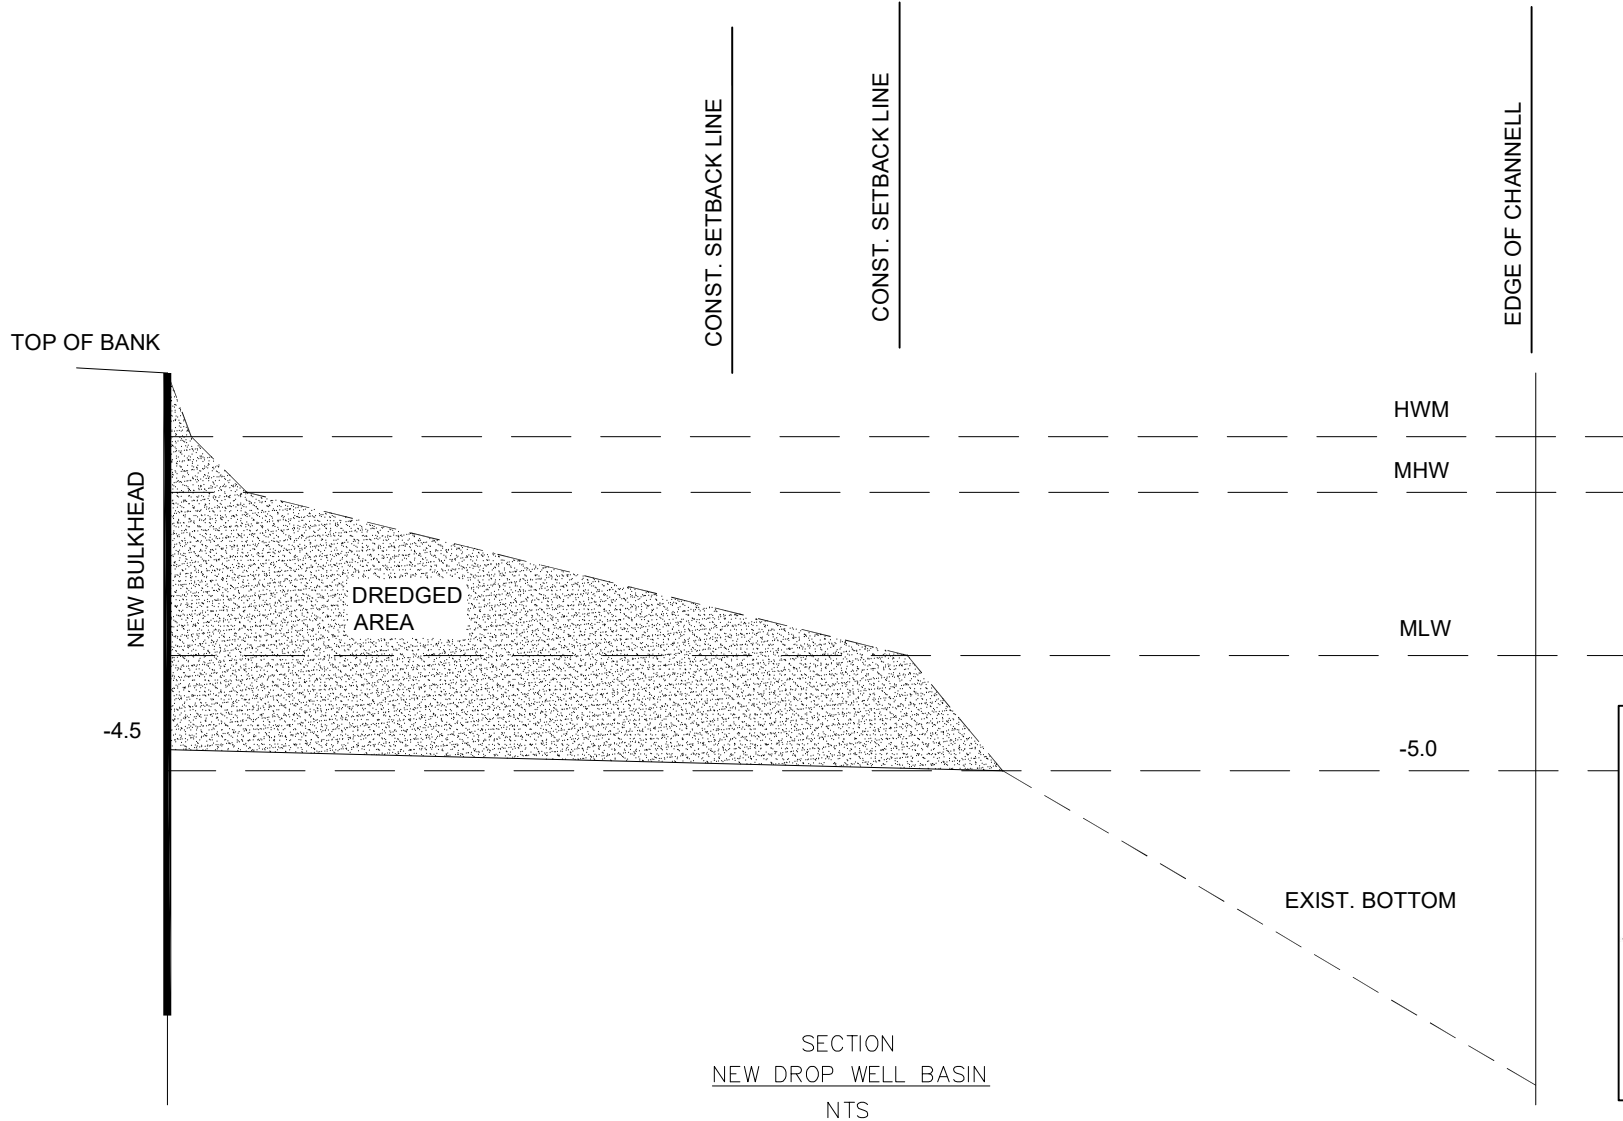 CONST. SETBACK LINE
CONST. SETBACK LINE
EDGE OF CHANNELL
TOP OF BANK
HWM
MHW
NEW BULKHEAD
DREDGED
AREA
MLW
-4.5
-5.0
EXIST. BOTTOM
SECTION
NEW DROP WELL BASIN
NTS